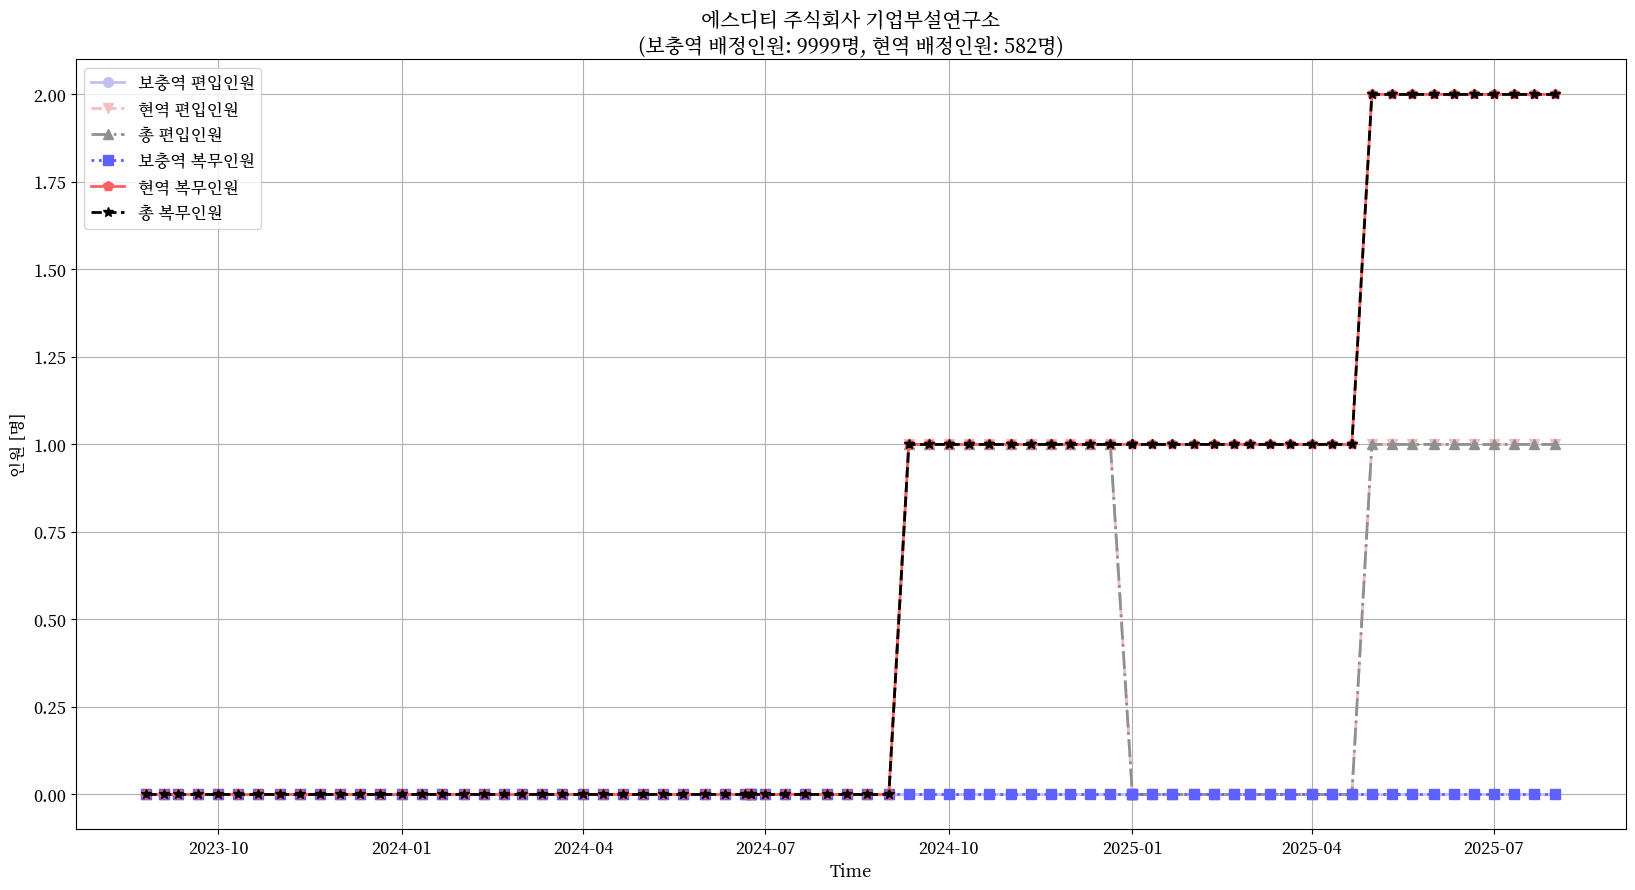 에스디티 주식회사 기업부설연구소
(보충역 배정인원: 9999명, 현역 배정인원: 582명)
보충역 편입인원
현역 편입인원
총 편입인원
보충역 복무인원
현역 복무인원
총 복무인원
인원 [명]
2.00
1.75
1.50
1.25
1.00
0.75
0.50
0.25
0.00
2023-10 2024-01 2024-04 2024-07 2024-10 2025-01 2025-04 2025-07
Time